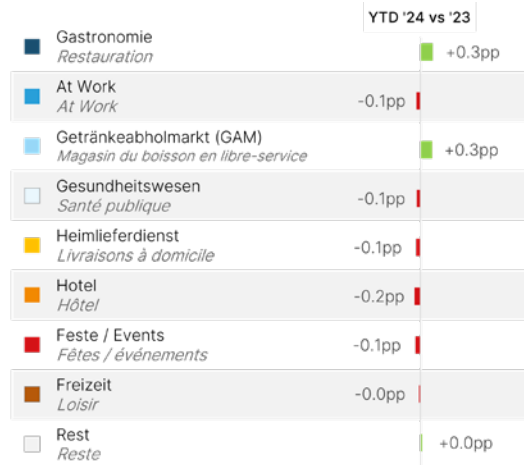 YTD '24 vs '23
Gastronomie
Restauration
+0.3pp
At Work
At Work
-0.1pp
Getränkeabholmarkt (GAM)
Magasin du boisson en libre-service
+0.3pp
Gesundheitswesen
Santé publique
-0.1pp
Heimlieferdienst
Livraisons à domicile
-0.1pp
Hotel
Hôtel
-0.2pp
Feste / Events
Fêtes / événements
-0.1pp
Freizeit
Loisir
-0.0pp
Rest
Reste
+0.0pp